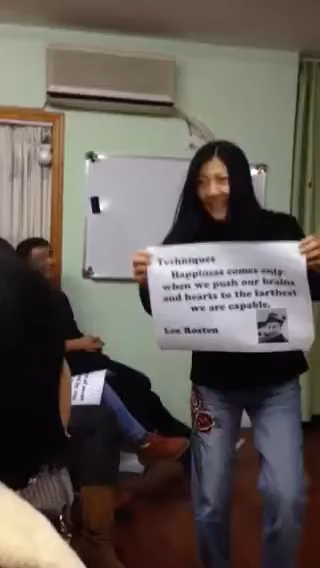 Techniques
Happiness comes only
when we push our brains
and hearts to the farthest
we are capable.
Leo Rosten